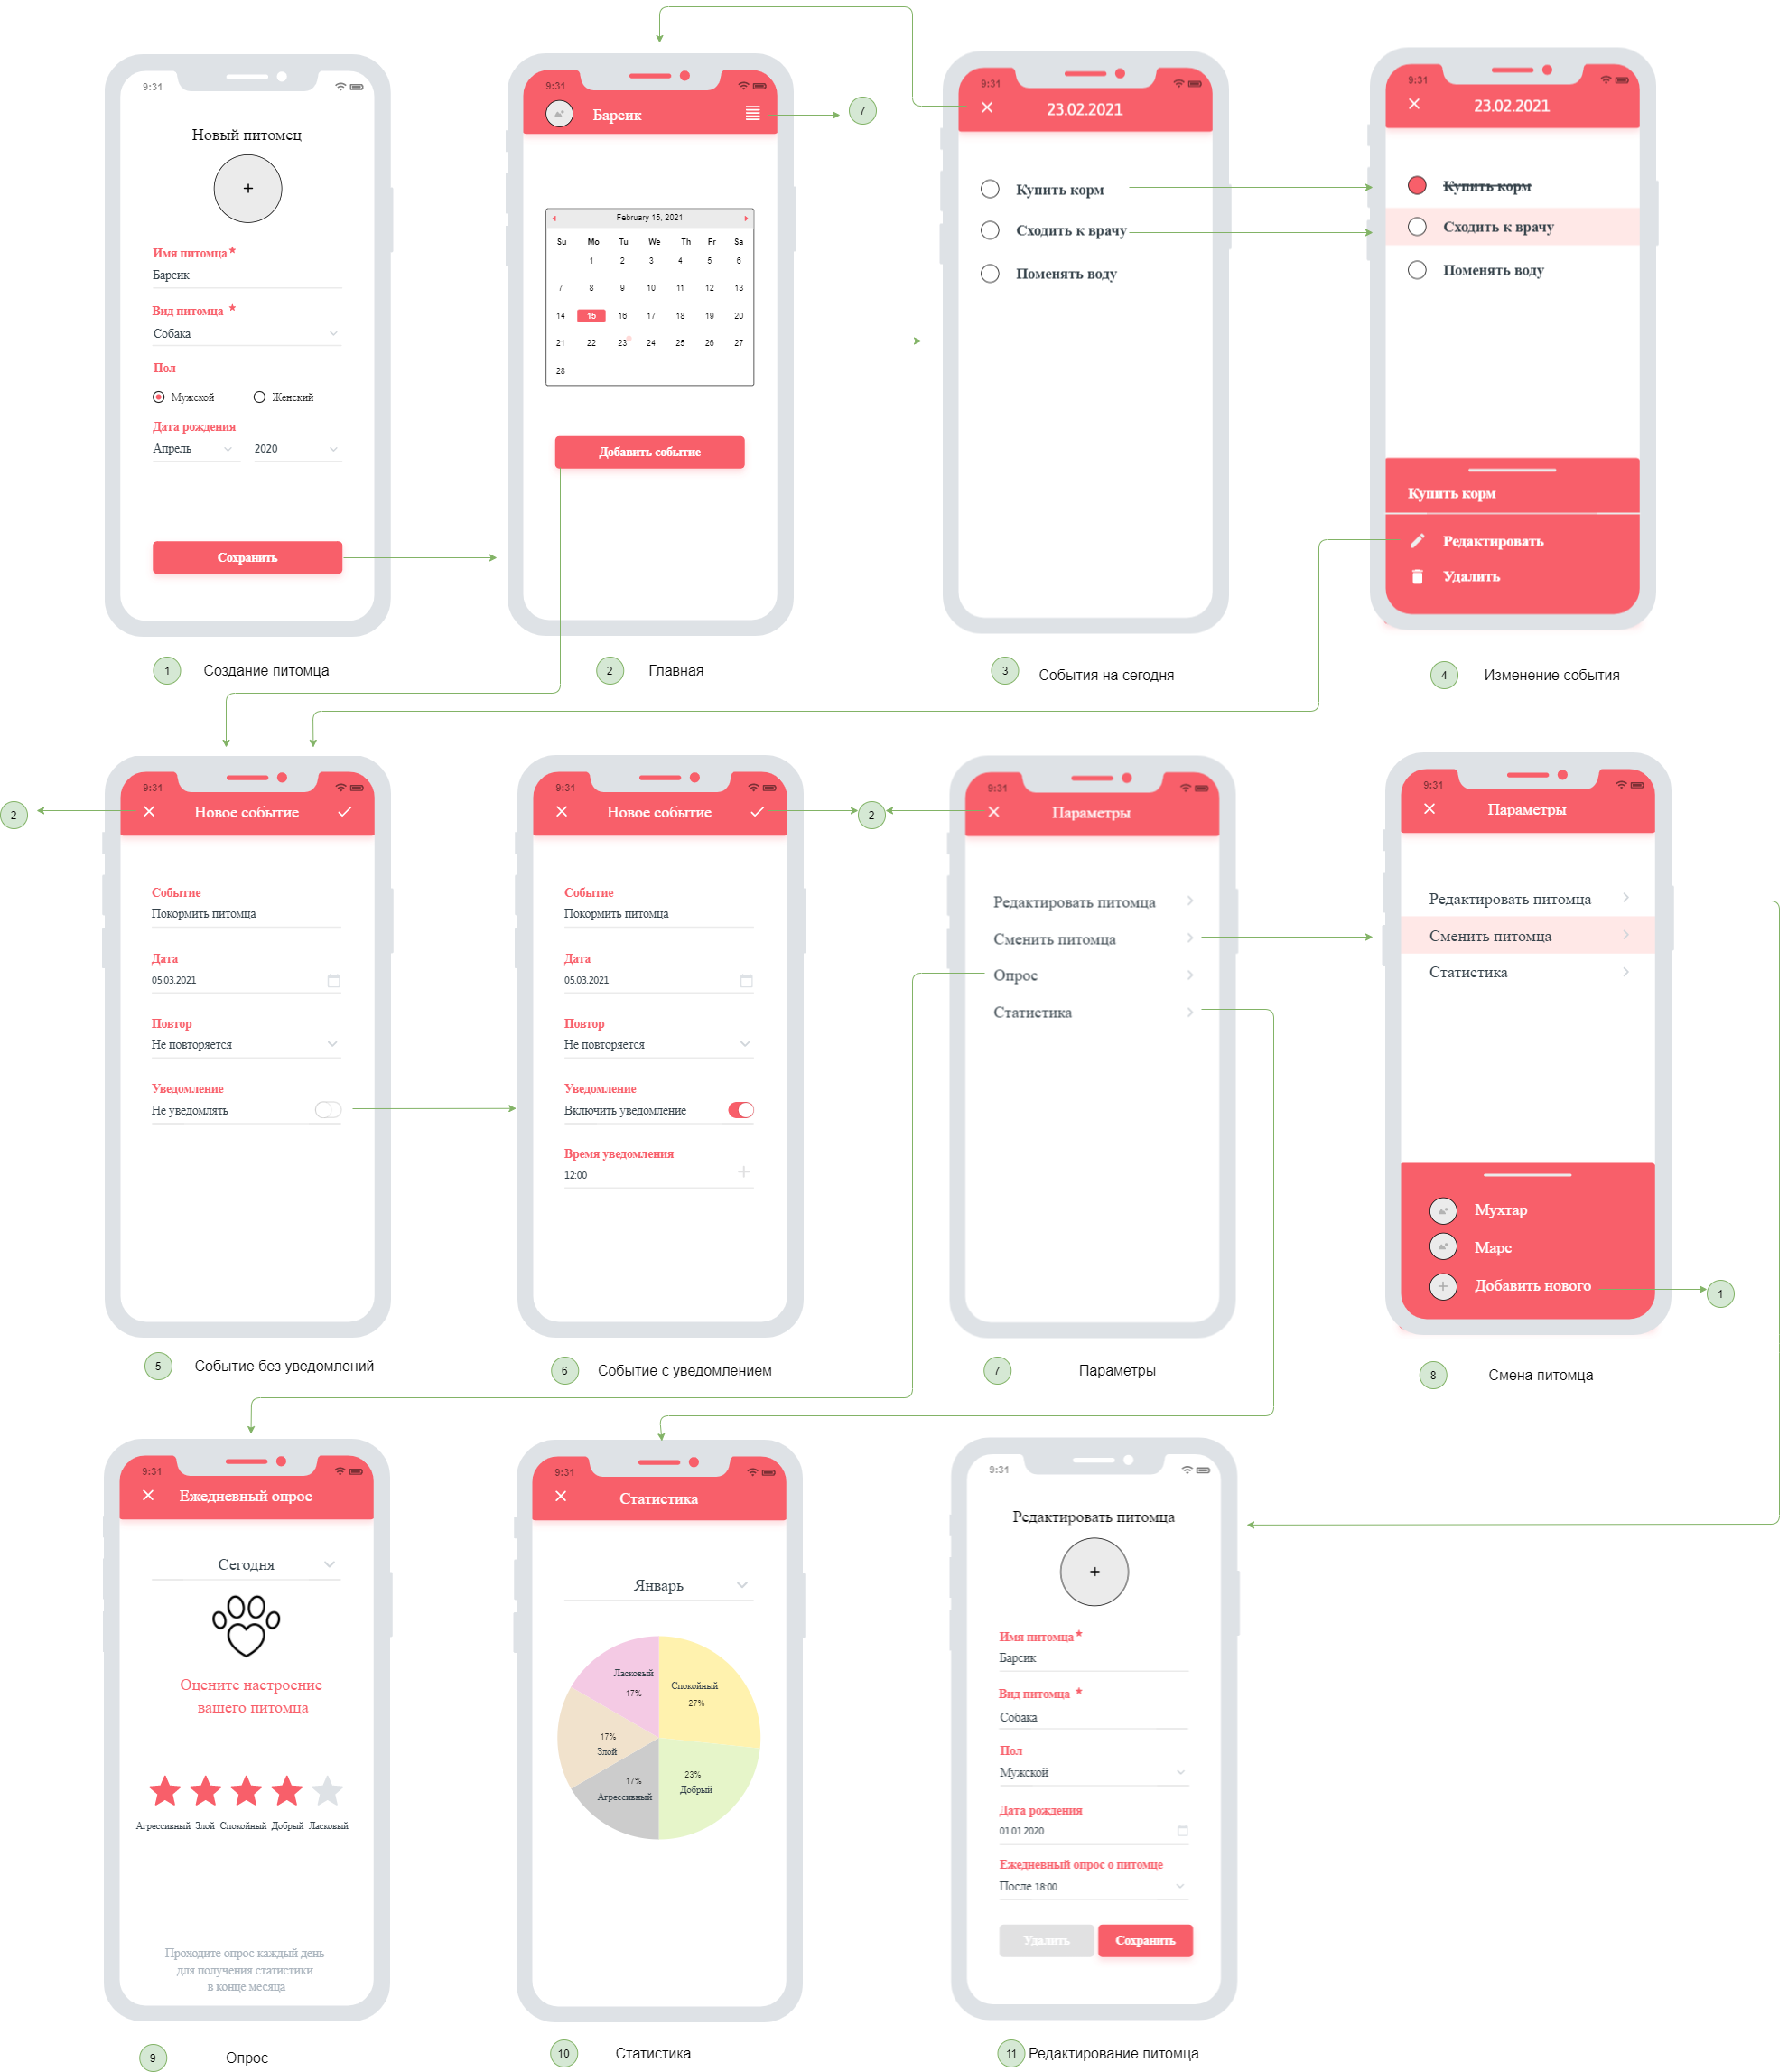 9:31
Новый питомец
+
Имя питомца*
Барсик
Вид питомца *
Собака
Пол
Мужской Женский
Дата рождения
Апрель 2020
Сохранить
1 Создание питомца
9:31
Барсик
7
February 15, 2021
Su Mo Tu We Th Fr Sa
1 2 3 4 5 6
7 8 9 10 11 12 13
14 15 16 17 18 19 20
21 22 23 24 25 26 27
28
Добавить событие
2 Главная
9:31
23.02.2021
Купить корм
Сходить к врачу
Поменять воду
3 События на сегодня
9:31
23.02.2021
Купить корм
Сходить к врачу
Поменять воду
Купить корм
Редактировать
Удалить
4 Изменение события
2
9:31
Новое событие
Событие
Покормить питомца
Дата
05.03.2021
Повтор
Не повторяется
Уведомление
Не уведомлять
5 Событие без уведомлений
9:31
Новое событие
2
Событие
Покормить питомца
Дата
05.03.2021
Повтор
Не повторяется
Уведомление
Включить уведомление
Время уведомления
12:00
6 Событие с уведомлением
9:31
Параметры
Редактировать питомца
Сменить питомца
Опрос
Статистика
7 Параметры
9:31
Параметры
Редактировать питомца
Сменить питомца
Статистика
Мухтар
Марс
Добавить нового
1
8 Смена питомца
9:31
Ежедневный опрос
Сегодня
Оцените настроение
вашего питомца
Агрессивный Злой Спокойный Добрый Ласковый
Проходите опрос каждый день
для получения статистики
в конце месяца
9 Опрос
9:31
Статистика
Январь
Ласковый
17%
Спокойный
27%
17%
Злой
23%
Добрый
17%
Агрессивный
10 Статистика
9:31
Редактировать питомца
+
Имя питомца*
Барсик
Вид питомца *
Собака
Пол
Мужской
Дата рождения
01.01.2020
Ежедневный опрос о питомце
После 18:00
Удалить Сохранить
11 Редактирование питомца